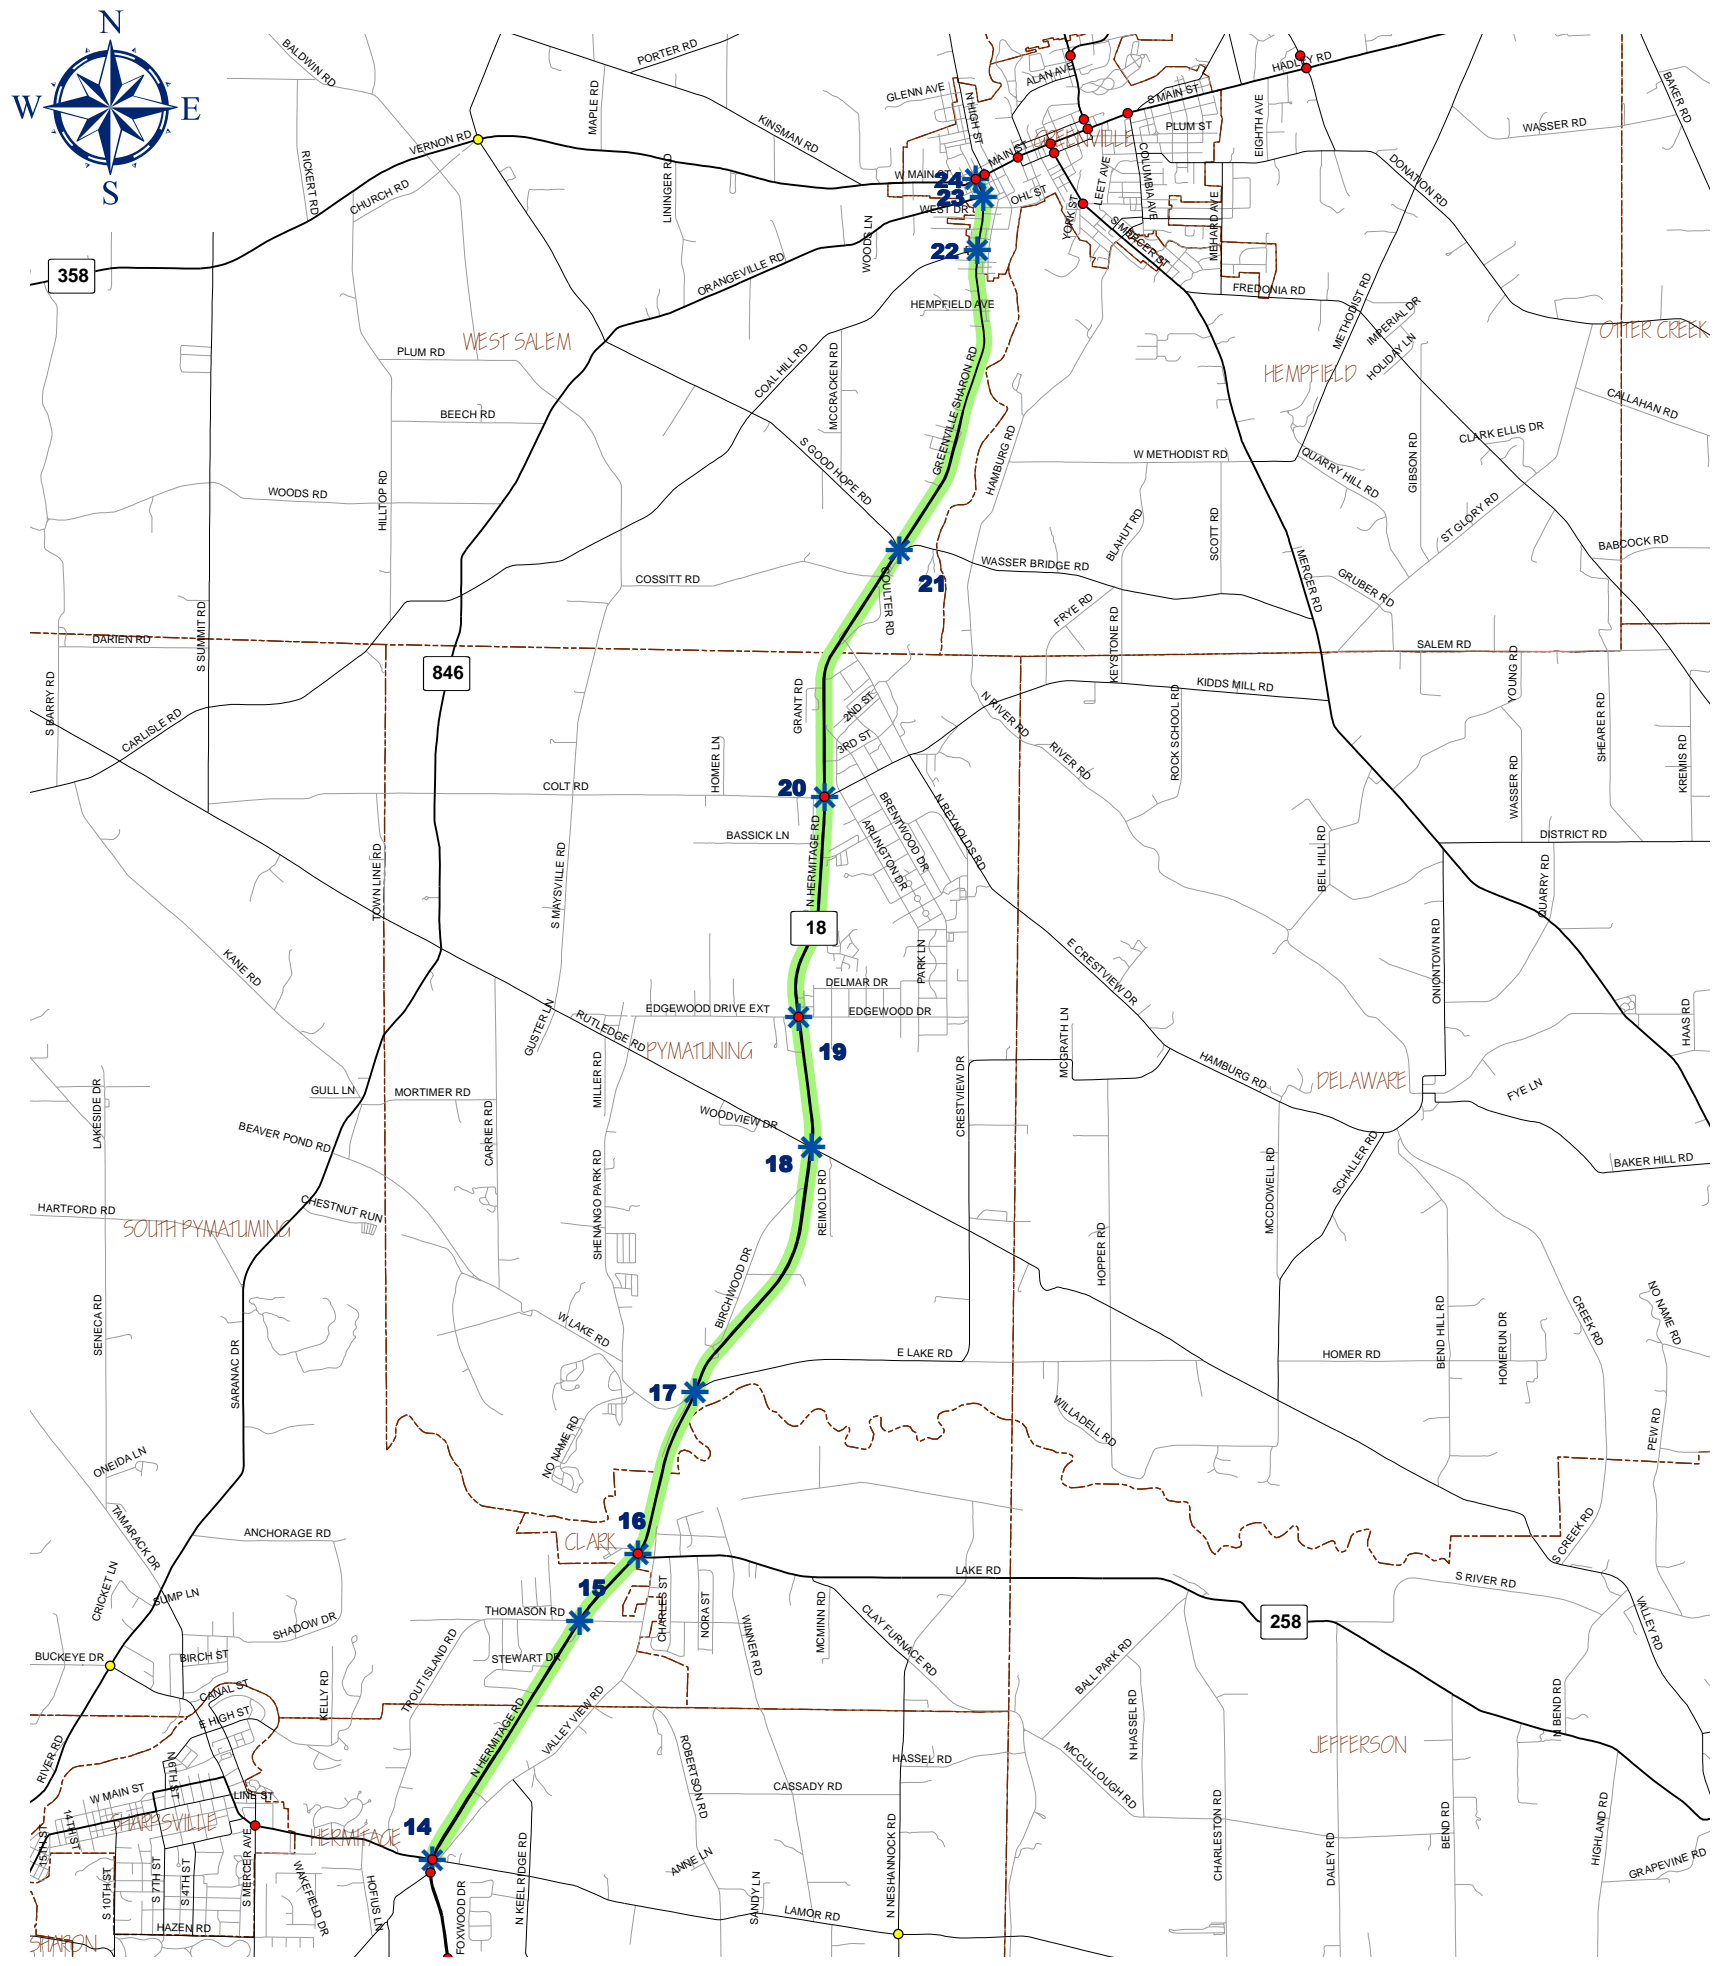 N
W
E
S
BALDWIN RD
PORTER RD
MAPLE RD
KINSMAN RD
VERNON RD
RICKERT RD
CHURCH RD
LININGER RD
GLENN AVE
N HIGH ST
ALAN AVE
HADLEY RD
S MAIN ST
PLUM ST
EIGHTH AVE
WASSER RD
BAKER RD
GREENVILLE
MAIN ST
W MAIN ST
24
23
WEST DR
OHL ST
LEET AVE
COLUMBIA AVE
DONATION RD
YORK ST
S MERCER ST
MEHARD AVE
WOODS LN
22
358
ORANGEVILLE RD
HEMPFIELD AVE
FREDONIA RD
METHODIST RD
IMPERIAL DR
HOLIDAY LN
OTTER CREEK
WEST SALEM
PLUM RD
COAL HILL RD
MCCRACKEN RD
GREENVILLE SHARON RD
HEMPFIELD
CALLAHAN RD
BEECH RD
S GOOD HOPE RD
HAMBURG RD
W METHODIST RD
QUARRY HILL RD
GIBSON RD
CLARK ELLIS DR
WOODS RD
HILLTOP RD
BLAHUT RD
SCOTT RD
ST GLORY RD
BABCOCK RD
COSSITT RD
COULTER RD
21
WASSER BRIDGE RD
MERCER RD
GRUBER RD
FRYE RD
KEYSTONE RD
S SUMMIT RD
DARIEN RD
SALEM RD
846
S BARRY RD
CARLISLE RD
GRANT RD
2ND ST
3RD ST
N RIVER RD
KIDDS MILL RD
ROCK SCHOOL RD
YOUNG RD
SHEARER RD
KREMIS RD
HOMER LN
RIVER RD
COLT RD
20
WASSER RD
BASSICK LN
N HERMITAGE RD
BRENTWOOD DR
ARLINGTON DR
N REYNOLDS RD
DISTRICT RD
TOWN LINE RD
S MAYSVILLE RD
BEIL HILL RD
QUARRY RD
18
KANE RD
PARK LN
E CRESTVIEW DR
ONIONTOWN RD
DELMAR DR
EDGEWOOD DRIVE EXT
EDGEWOOD DR
GUSTER LN
RUTLEDGE RD
PYMATUNING
19
MCGRATH LN
HAAS RD
HAMBURG RD
DELAWARE
FYE LN
LAKESIDE DR
GULL LN
MORTIMER RD
MILLER RD
CRESTVIEW DR
BEAVER POND RD
CARRIER RD
WOODVIEW DR
18
SCHALLER RD
BAKER HILL RD
HARTFORD RD
SOUTH PYMATUMING
CHESTNUT RUN
SHENANGO PARK RD
REIMOLD RD
MCDOWELL RD
HOPPER RD
BIRCHWOOD DR
SENECA RD
W LAKE RD
SARANAC DR
E LAKE RD
HOMER RD
BEND HILL RD
HOMERUN DR
CREEK RD
NO NAME RD
17
WILLADELL RD
NO NAME RD
ONEIDA LN
PEW RD
16
CLARK
TAMARACK DR
ANCHORAGE RD
S CREEK RD
LAKE RD
CRICKET LN
SUMP LN
15
THOMASON RD
CHARLES ST
NORA ST
WINNER RD
MCMINN RD
CLAY FURNACE RD
S RIVER RD
258
VALLEY RD
SHADOW DR
BUCKEYE DR
BIRCH ST
STEWART DR
TROUT ISLAND RD
CANAL ST
KELLY RD
BALL PARK RD
N HASSEL RD
N BEND RD
E HIGH ST
N HERMITAGE RD
VALLEY VIEW RD
RIVER RD
N 6TH ST
ROBERTSON RD
HASSEL RD
MCCULLOUGH RD
JEFFERSON
W MAIN ST
LINE ST
CASSADY RD
14TH ST
15TH ST
SHARPSVILLE
HERMITAGE
14
N NESHANNOCK RD
CHARLESTON RD
DALEY RD
BEND RD
HIGHLAND RD
GRAPEVINE RD
S 10TH ST
S 7TH ST
S 4TH ST
S MERCER AVE
WAKEFIELD DR
HOFIUS LN
FOXWOOD DR
N KEEL RIDGE RD
ANNE LN
SANDY LN
LAMOR RD
HAZEN RD
SHARON